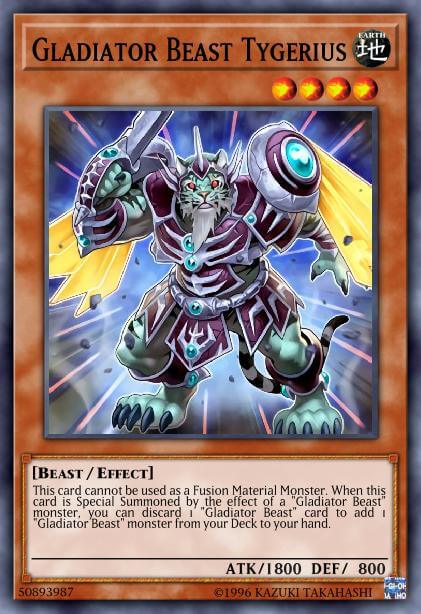 GLADIATOR BEAST TYGERIUS
EARTH
地
[BEAST / EFFECT]
This card cannot be used as a Fusion Material Monster. When this
card is Special Summoned by the effect of a "Gladiator Beast"
monster, you can discard 1 "Gladiator Beast" card to add 1
"Gladiator Beast" monster from your Deck to your hand.
ATK/1800 DEF/ 800
50893987
©1996 KAZUKI TAKAHASHI